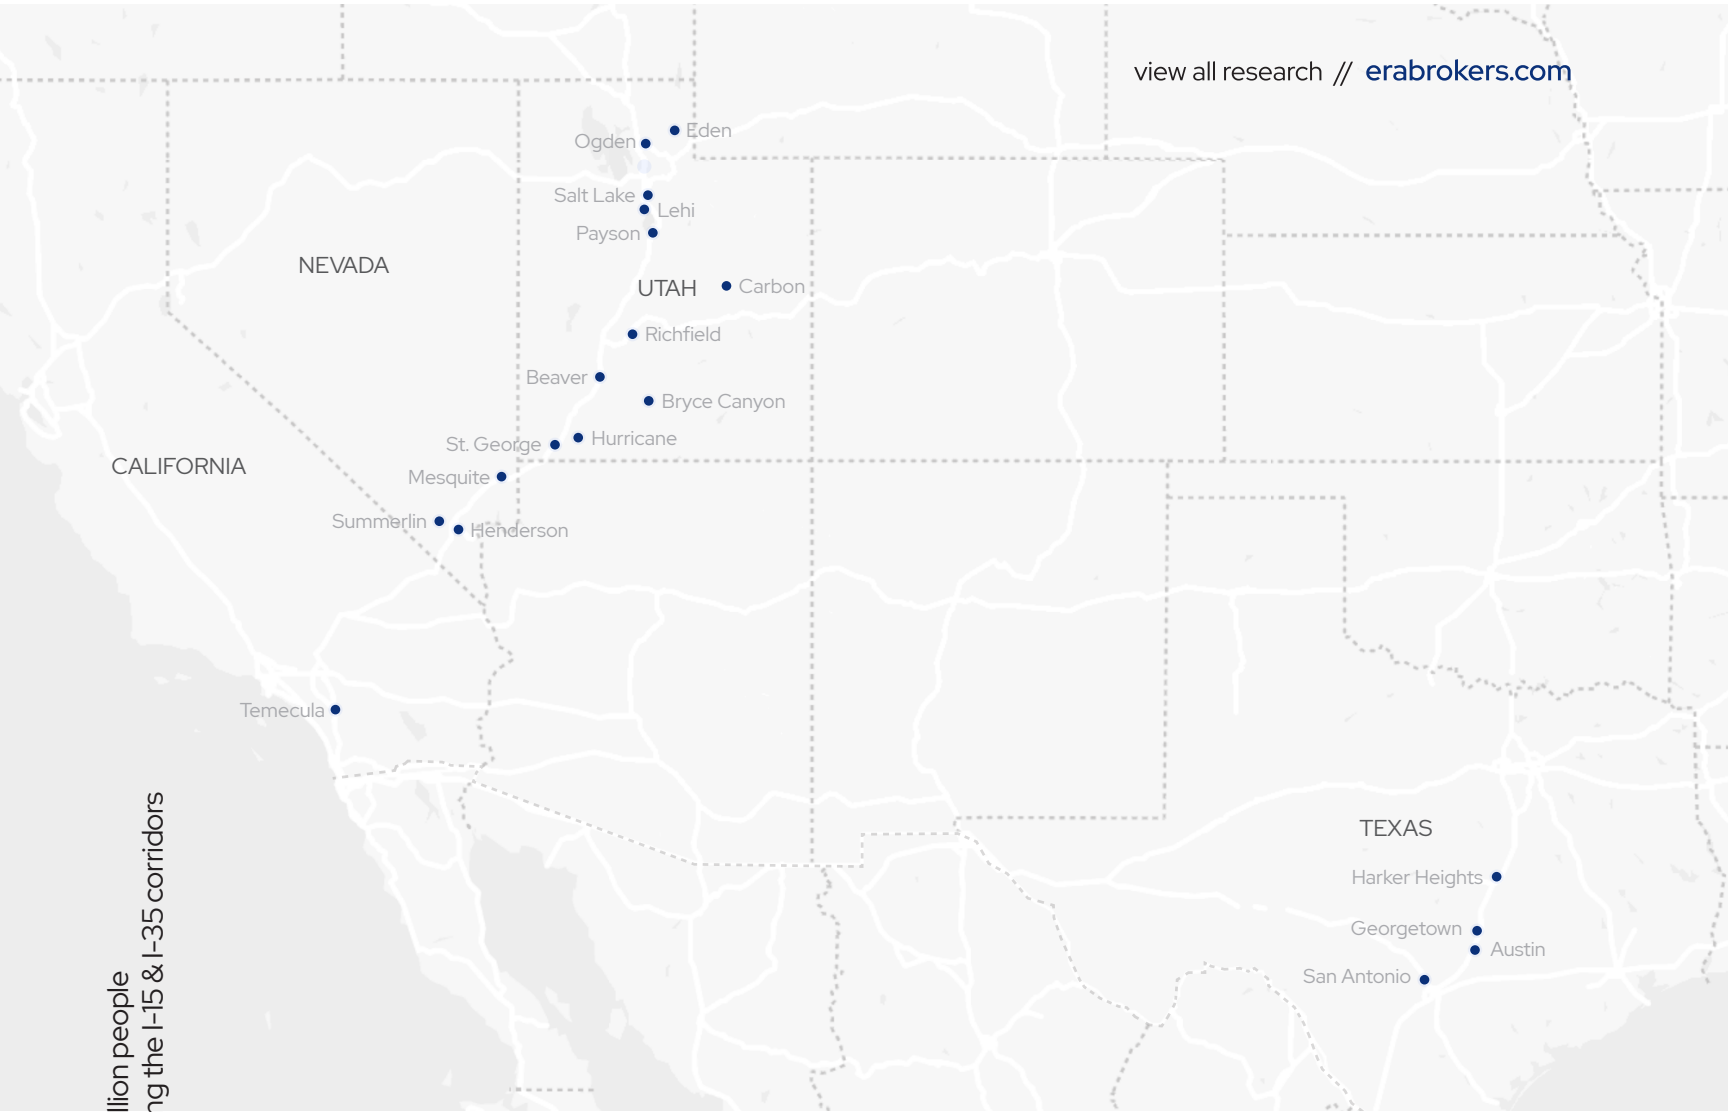 view all research // erabrokers.com
Eden
Ogden
Salt Lake
Lehi
Payson
NEVADA
UTAH
Carbon
Richfield
Beaver
Bryce Canyon
Hurricane
St. George
CALIFORNIA
Mesquite
Summerlin
Henderson
Temecula
TEXAS
Harker Heights
Georgetown
Austin
San Antonio
llion people
ng the I-15 & I-35 corridors